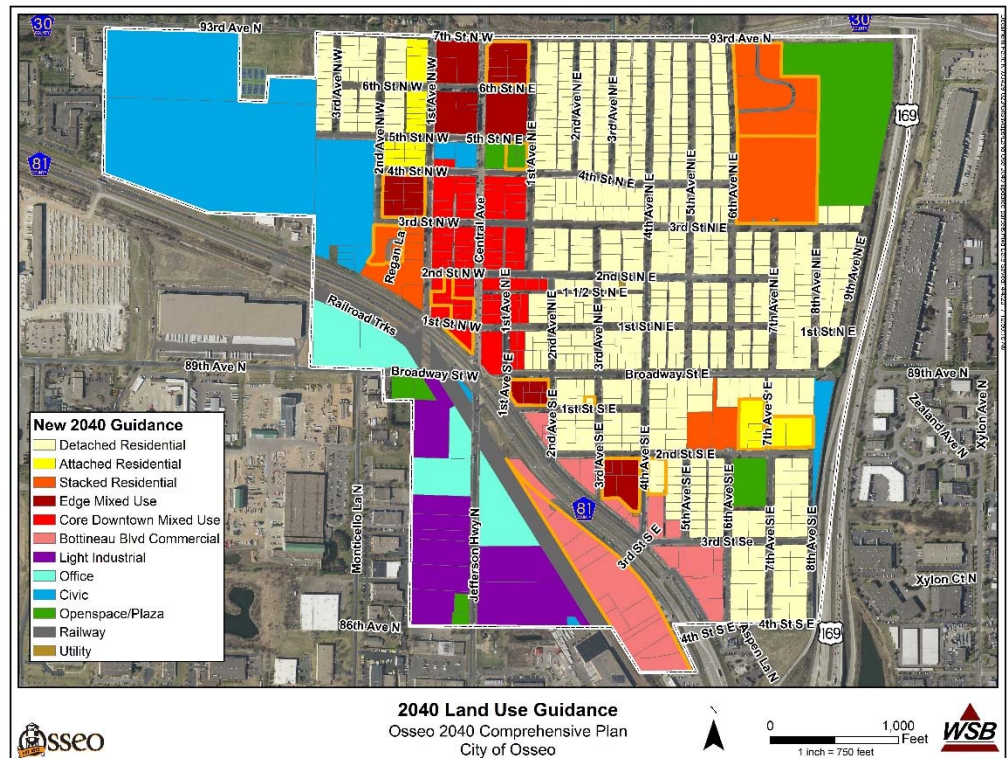 30
COUNTY
93rd Ave N
7th St N W
93rd Ave N
30
COUNTY
3rd Ave N W
2nd Ave N W
1st Ave N W
6th St N W
6th St N E
5th St N W
5th St N E
4th St N W
4th St N E
3rd St N W
3rd St N E
Central Ave
1st Ave N E
2nd Ave N E
3rd Ave N E
4th Ave N E
5th Ave N E
6th Ave N E
169
81
COUNTY
Regan La
2nd St N W
2nd St N E
1 1/2 St N E
1st St N W
1st St N E
1st Ave N E
2nd Ave N E
3rd Ave N E
7th Ave N E
8th Ave N E
9th Ave N E
1st St N E
Railroad Trks
89th Ave N
Broadway St W
Broadway St E
89th Ave N
1st Ave S E
2nd Ave S E
1st St S E
3rd Ave S E
4th Ave S E
7th Ave S E
2nd St S E
5th Ave S E
6th Ave S E
7th Ave S E
8th Ave S E
81
COUNTY
3rd St S E
3rd St Se
Zealand Ave N
Xylon Ave N
Xylon Ct N
Monticello La N
Jefferson Hwy N
86th Ave N
4th St S E
Aspen La N
4th St S E
169
New 2040 Guidance
Detached Residential
Attached Residential
Stacked Residential
Edge Mixed Use
Core Downtown Mixed Use
Bottineau Blvd Commercial
Light Industrial
Office
Civic
Openspace/Plaza
Railway
Utility
Osseo
2040 Land Use Guidance
Osseo 2040 Comprehensive Plan
City of Osseo
N
0 1,000
Feet
1 inch = 750 feet
WSB